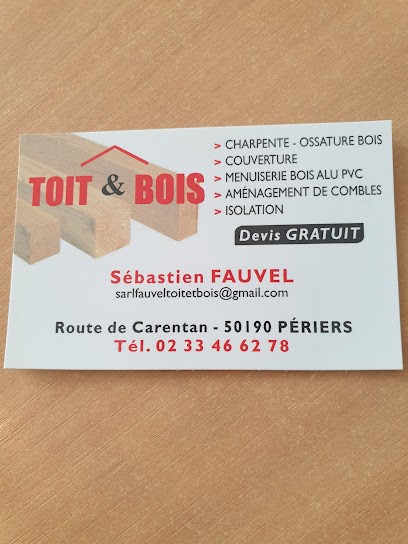 TOIT & BOIS
> CHARPENTE - OSSATURE BOIS
> COUVERTURE
> MENUISERIE BOIS ALU PVC
> AMÉNAGEMENT DE COMBLES
> ISOLATION
Devis GRATUIT
Sébastien FAUVEL
sarlfauveltoitetbois@gmail.com
Route de Carentan - 50190 PÉRIERS
Tél. 02 33 46 62 78